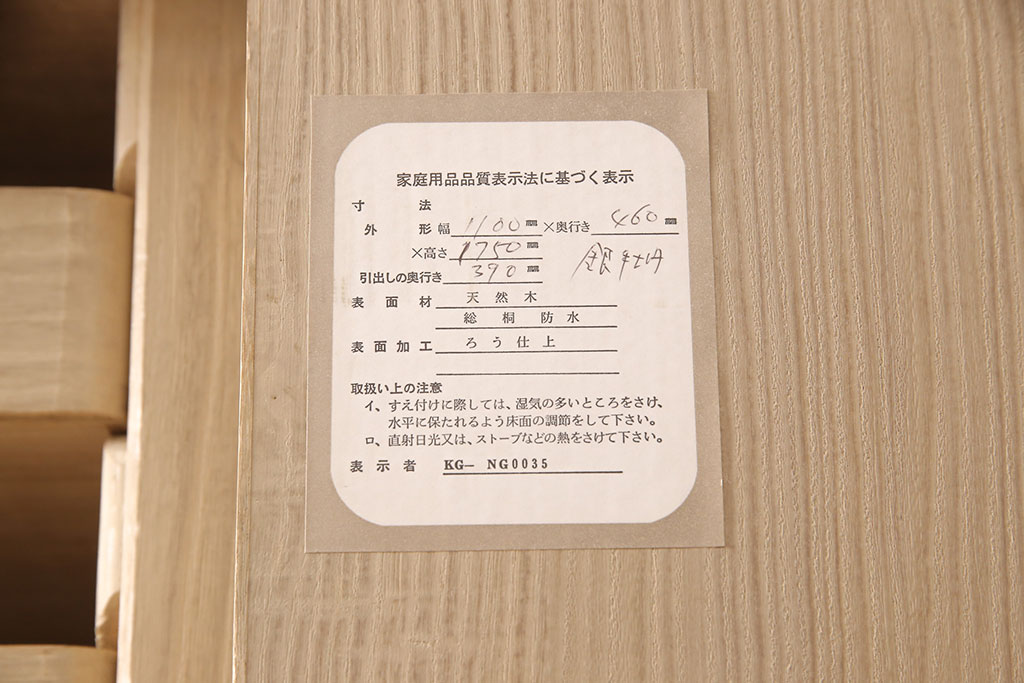 家庭用品品質表示法に基づく表示
寸法
外形 幅 1100 ㎜ ×奥行き 460 ㎜
×高さ 1750 ㎜
引出しの奥行き 390 ㎜
表面材 天然木
総桐防水
表面加工 ろう仕上
取扱い上の注意
イ、すえ付けに際しては、湿気の多いところをさけ、
水平に保たれるよう床面の調節をして下さい。
ロ、直射日光又は、ストーブなどの熱をさけて下さい。
表示者 KG— NG0035